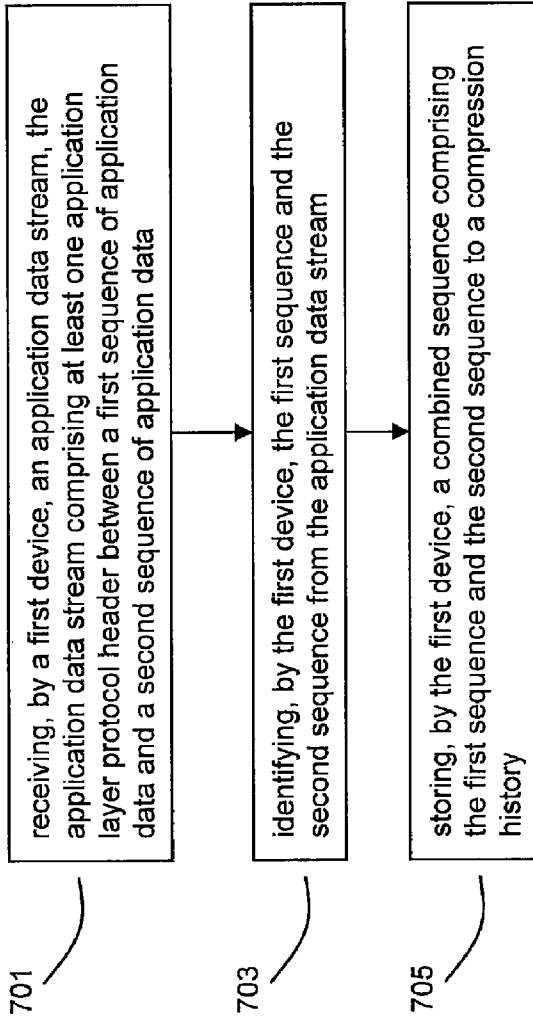 701
receiving, by a first device, an application data stream, the
application data stream comprising at least one application
layer protocol header between a first sequence of application
data and a second sequence of application data
703
identifying, by the first device, the first sequence and the
second sequence from the application data stream
705
storing, by the first device, a combined sequence comprising
the first sequence and the second sequence to a compression
history